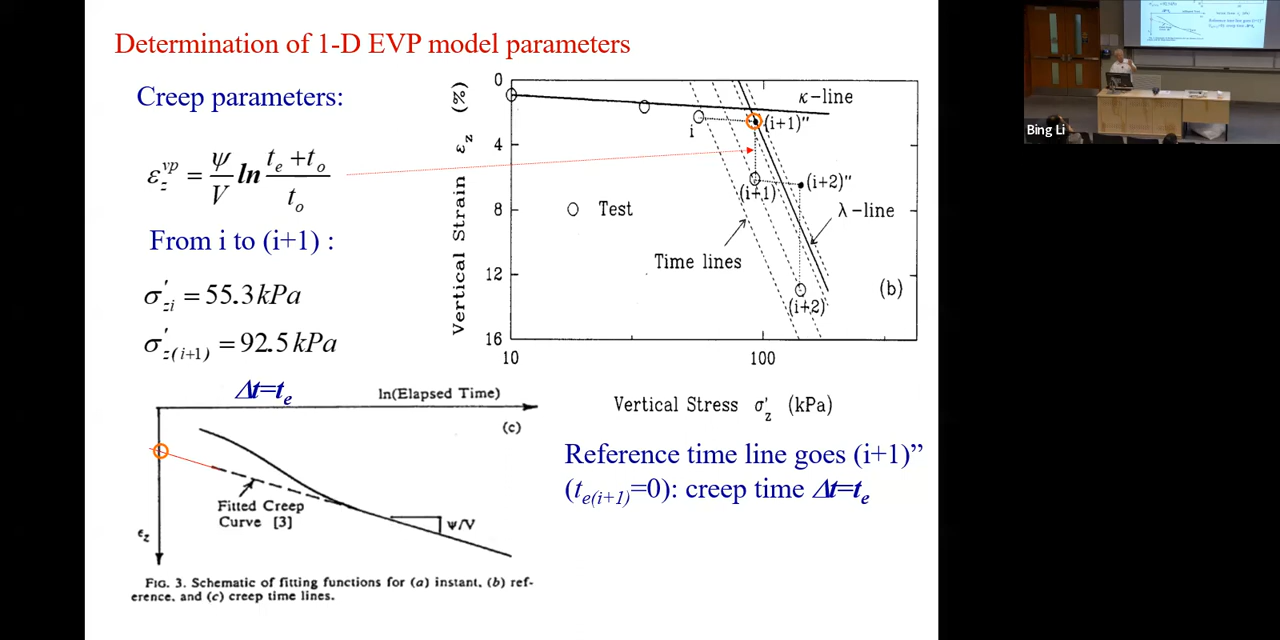 Determination of 1-D EVP model parameters
Creep parameters:
ε_z^vp = ψ/V ln (t_e + t_o)/t_o
From i to (i+1) :
σ'_zi = 55.3 kPa
σ'_z(i+1) = 92.5 kPa
Δt=t_e
ln(Elapsed Time)
(c)
Fitted Creep
Curve [3]
ψ/V
ε_z
FIG. 3. Schematic of fitting functions for (a) instant, (b) ref-
erence, and (c) creep time lines.
Vertical Strain ε_z (%)
0
4
8
12
16
10
100
κ-line
i
(i+1)"
(i+1)
(i+2)"
Test
λ-line
Time lines
(b)
(i+2)
Vertical Stress σ'_z (kPa)
Reference time line goes (i+1)”
(t_e(i+1)=0): creep time Δt=t_e
Bing Li